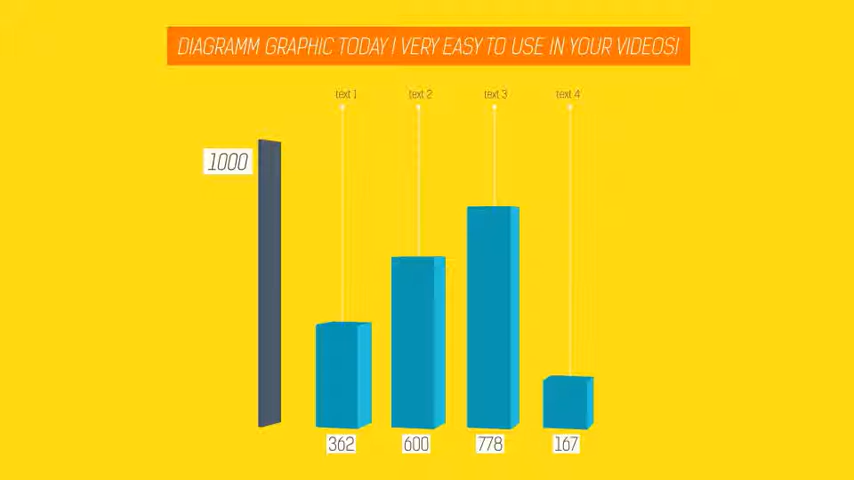 DIAGRAMM GRAPHIC TODAY | VERY EASY TO USE IN YOUR VIDEOS!
text 1 text 2 text 3 text 4
1000
362 600 778 167